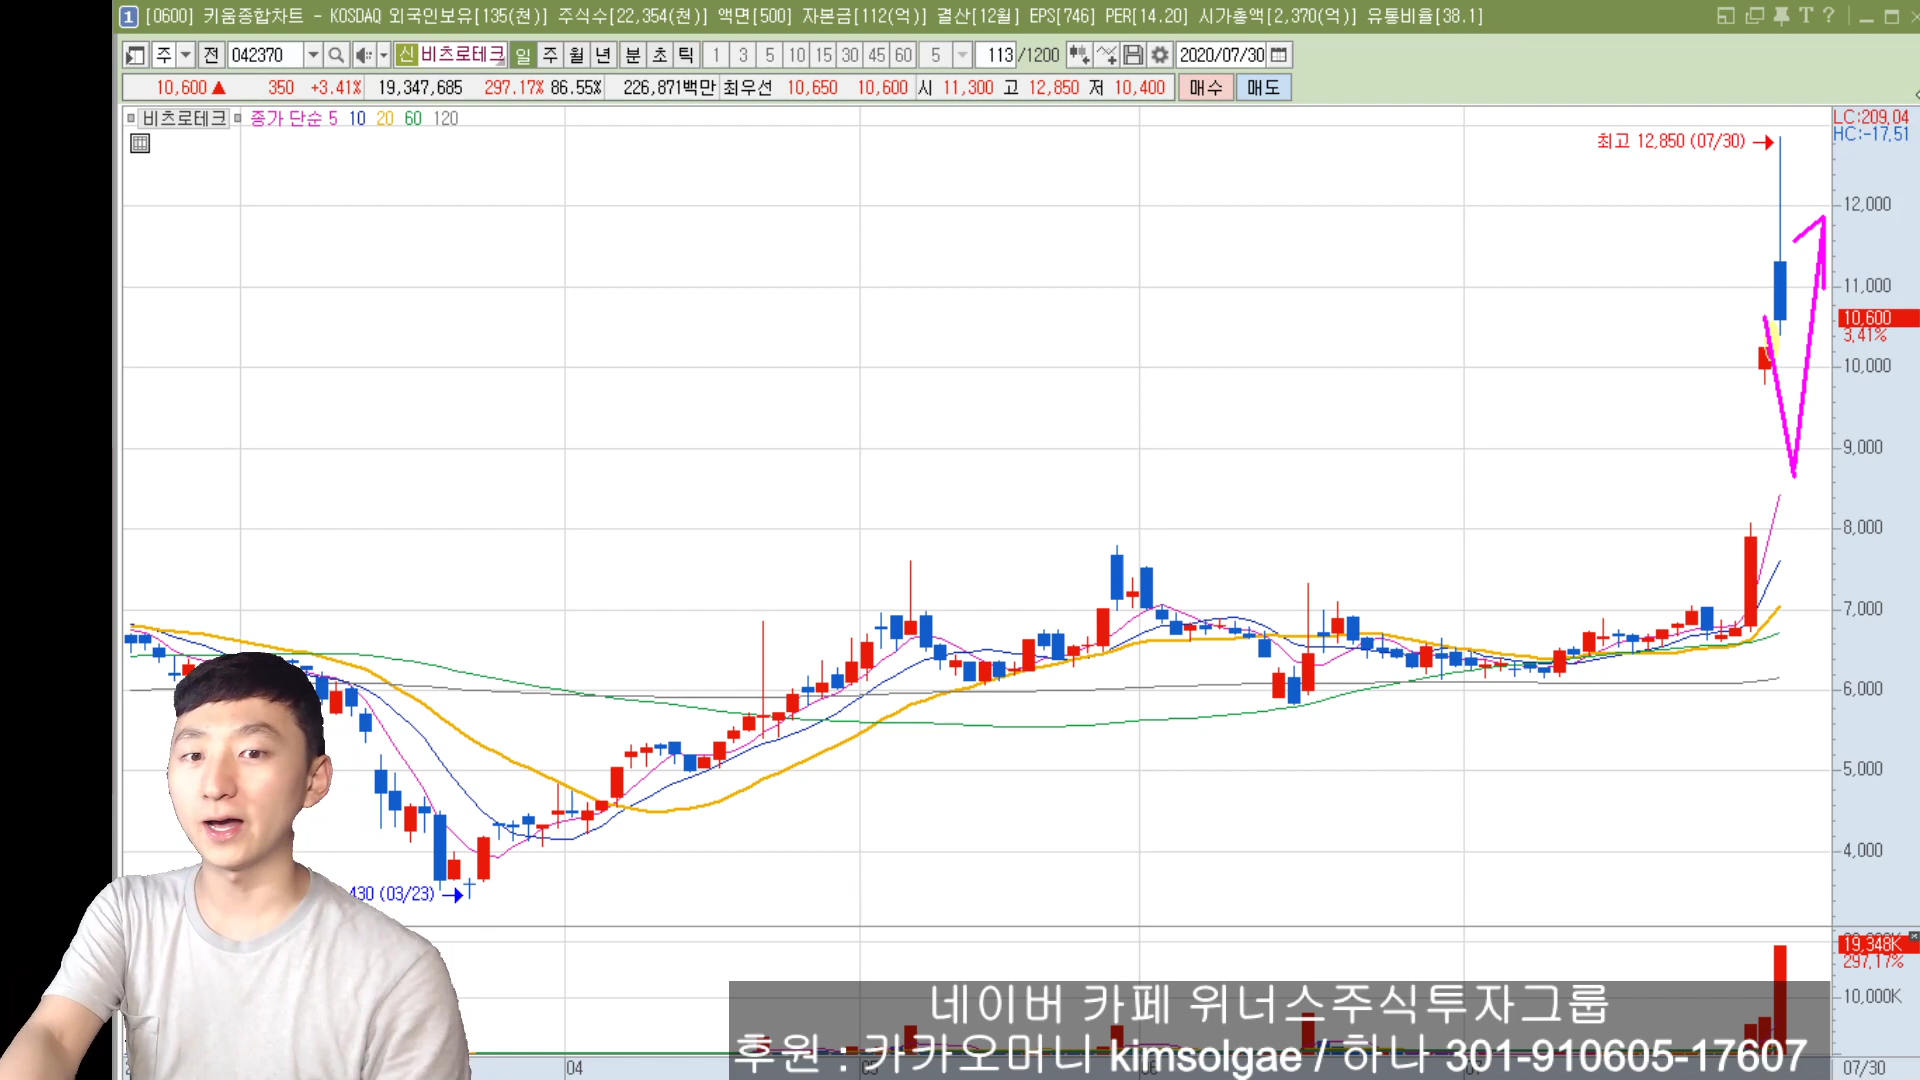 1 [0600] 키움종합차트 - KOSDAQ 외국인보유[135(천)] 주식수[22,354(천)] 액면[500] 자본금[112(억)] 결산[12월] EPS[746] PER[14.20] 시가총액[2,370(억)] 유통비율[38.1]
주 전 042370 신 비츠로테크 일 주 월 년 분 초 틱 1 3 5 10 15 30 45 60 5 113 /1200 2020/07/30
10,600 ▲ 350 +3.41% 19,347,685 297.17% 86.55% 226,871백만 최우선 10,650 10,600 시 11,300 고 12,850 저 10,400 매수 매도
비츠로테크 종가 단순 5 10 20 60 120
LC:209.04
HC:-17.51
최고 12,850 (07/30)
12,000
11,000
10,600
3.41%
10,000
9,000
8,000
7,000
6,000
5,000
4,000
430 (03/23)
19,348K
297.17%
10,000K
네이버 카페 위너스주식투자그룹
후원 : 카카오머니 kimsolgae / 하나 301-910605-17607
04
07/30